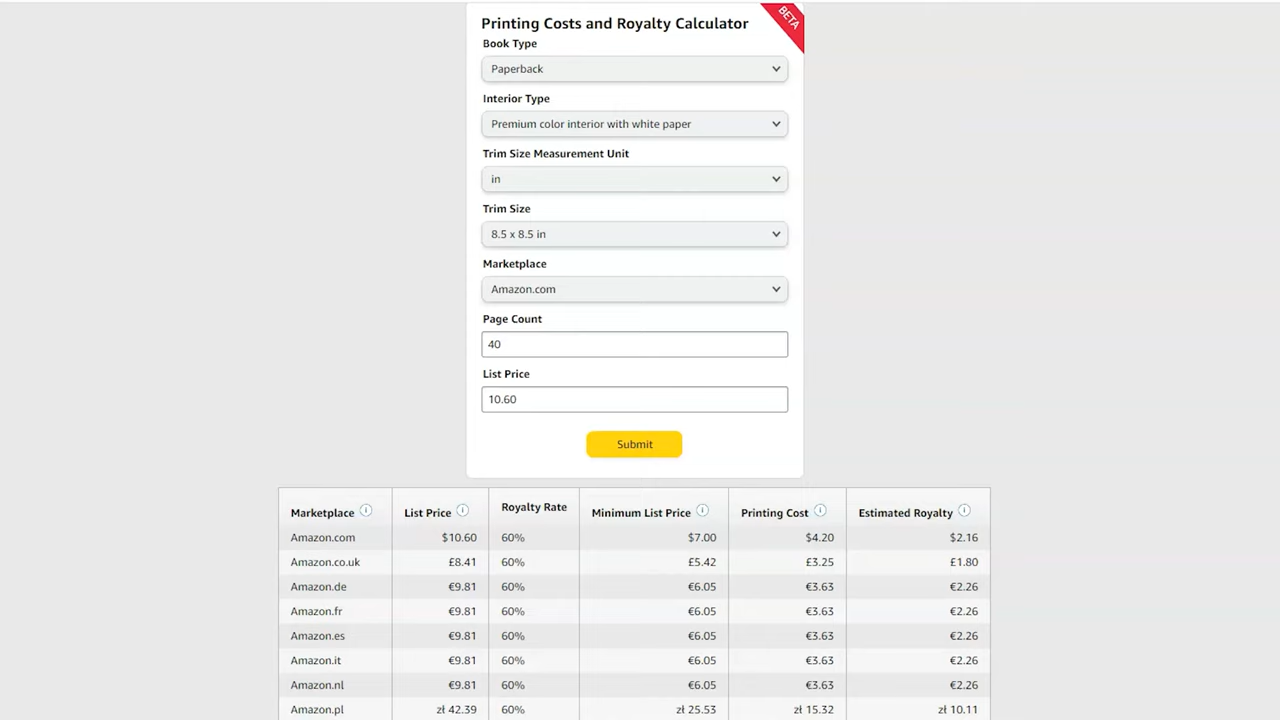 Printing Costs and Royalty Calculator
BETA
Book Type
Paperback
Interior Type
Premium color interior with white paper
Trim Size Measurement Unit
in
Trim Size
8.5 x 8.5 in
Marketplace
Amazon.com
Page Count
40
List Price
10.60
Submit
Marketplace List Price Royalty Rate Minimum List Price Printing Cost Estimated Royalty
Amazon.com $10.60 60% $7.00 $4.20 $2.16
Amazon.co.uk £8.41 60% £5.42 £3.25 £1.80
Amazon.de €9.81 60% €6.05 €3.63 €2.26
Amazon.fr €9.81 60% €6.05 €3.63 €2.26
Amazon.es €9.81 60% €6.05 €3.63 €2.26
Amazon.it €9.81 60% €6.05 €3.63 €2.26
Amazon.nl €9.81 60% €6.05 €3.63 €2.26
Amazon.pl zł 42.39 60% zł 25.53 zł 15.32 zł 10.11